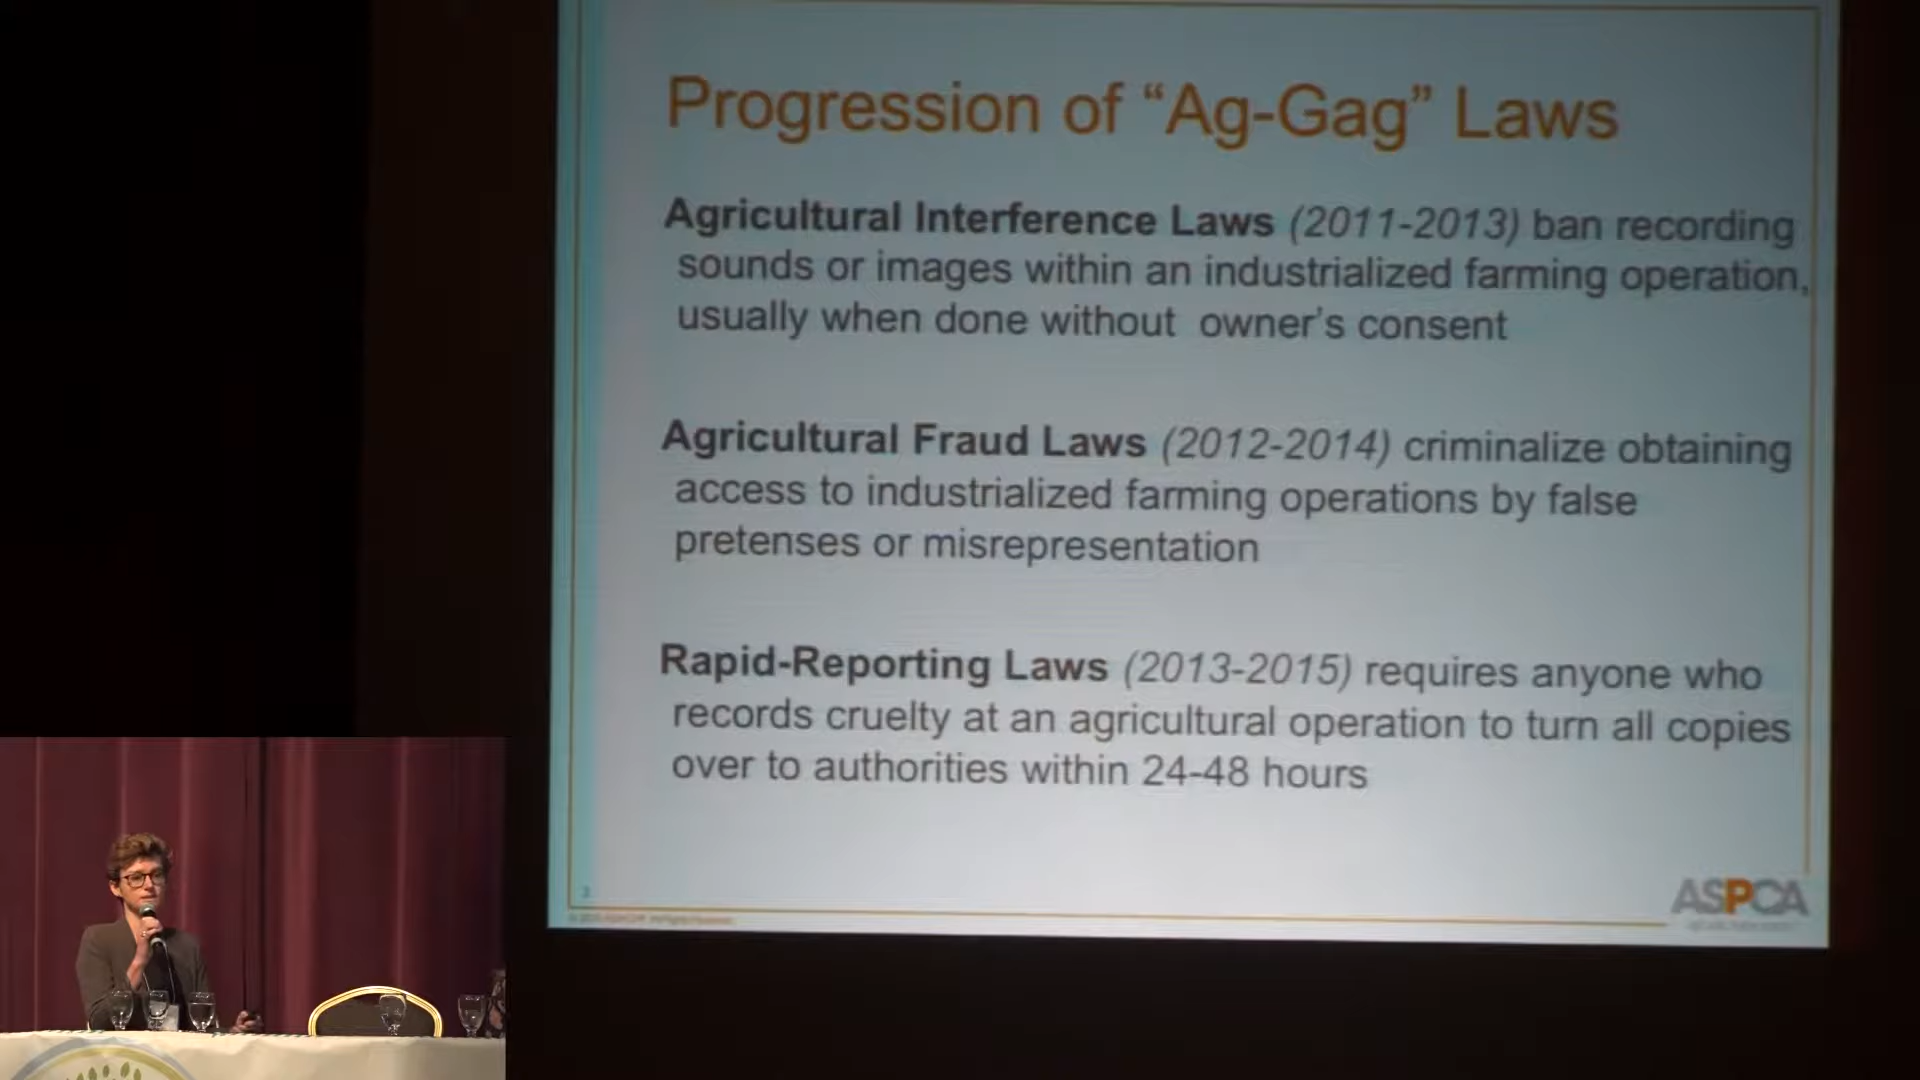 Progression of “Ag-Gag” Laws
Agricultural Interference Laws (2011-2013) ban recording
sounds or images within an industrialized farming operation,
usually when done without owner’s consent
Agricultural Fraud Laws (2012-2014) criminalize obtaining
access to industrialized farming operations by false
pretenses or misrepresentation
Rapid-Reporting Laws (2013-2015) requires anyone who
records cruelty at an agricultural operation to turn all copies
over to authorities within 24-48 hours
ASPCA